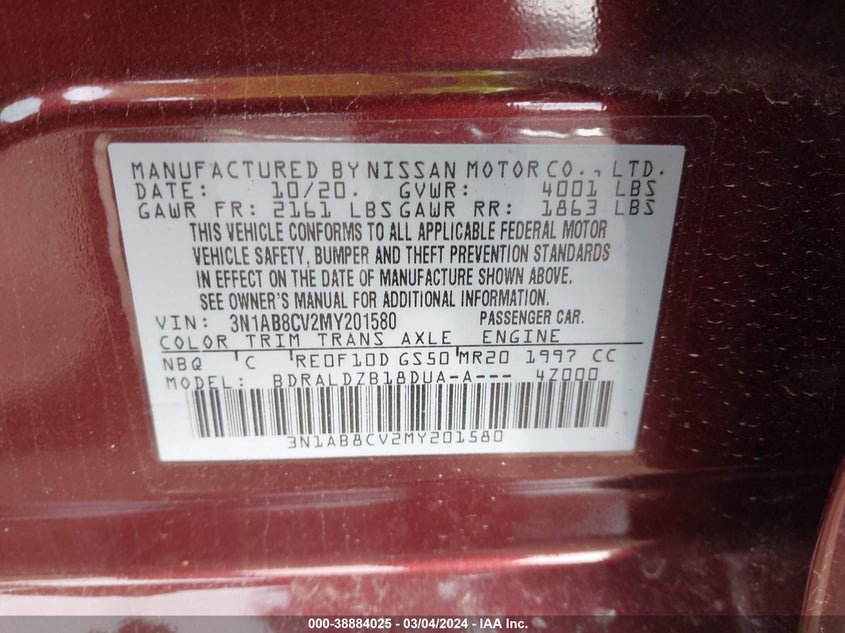 MANUFACTURED BY NISSAN MOTOR CO., LTD.
DATE: 10/20. GVWR: 4001 LBS
GAWR FR: 2161 LBS GAWR RR: 1863 LBS
THIS VEHICLE CONFORMS TO ALL APPLICABLE FEDERAL MOTOR
VEHICLE SAFETY, BUMPER AND THEFT PREVENTION STANDARDS
IN EFFECT ON THE DATE OF MANUFACTURE SHOWN ABOVE.
SEE OWNER'S MANUAL FOR ADDITIONAL INFORMATION.
VIN: 3N1AB8CV2MY201580 PASSENGER CAR.
COLOR TRIM TRANS AXLE ENGINE
NBQ C RE0F10D GS50 MR20 1997 CC
MODEL: BDRALDZB18DUA-A--- 4Z000
3N1AB8CV2MY201580
000-38884025 - 03/04/2024 - IAA Inc.